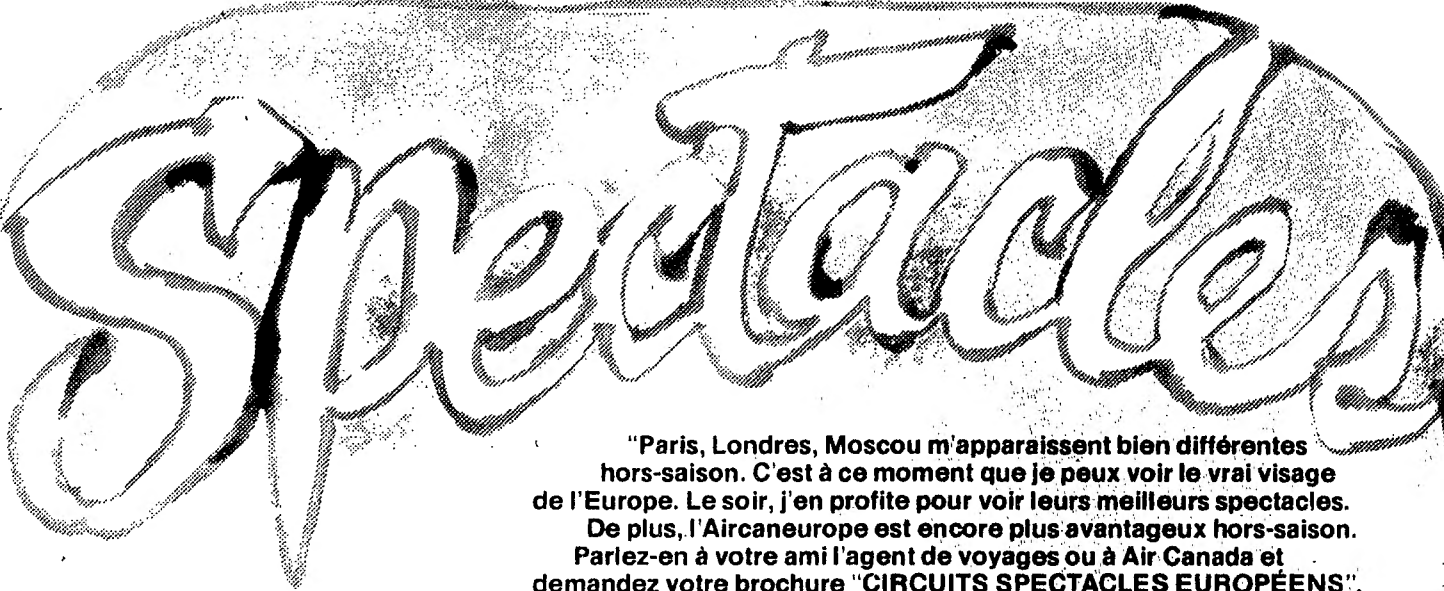 Spectacles
"Paris, Londres, Moscou m'apparaissent bien différentes
hors-saison. C'est à ce moment que je peux voir le vrai visage
de l'Europe. Le soir, j'en profite pour voir leurs meilleurs spectacles.
De plus, l'Aircaneurope est encore plus avantageux hors-saison.
Parlez-en à votre ami l'agent de voyages ou à Air Canada et
demandez votre brochure "CIRCUITS SPECTACLES EUROPÉENS".